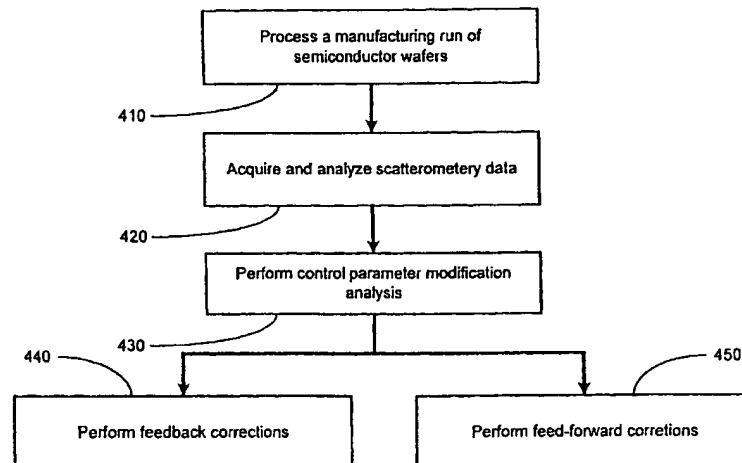 Process a manufacturing run of
semiconductor wafers
410
Acquire and analyze scatterometery data
420
Perform control parameter modification
analysis
430
440
450
Perform feedback corrections
Perform feed-forward corretions